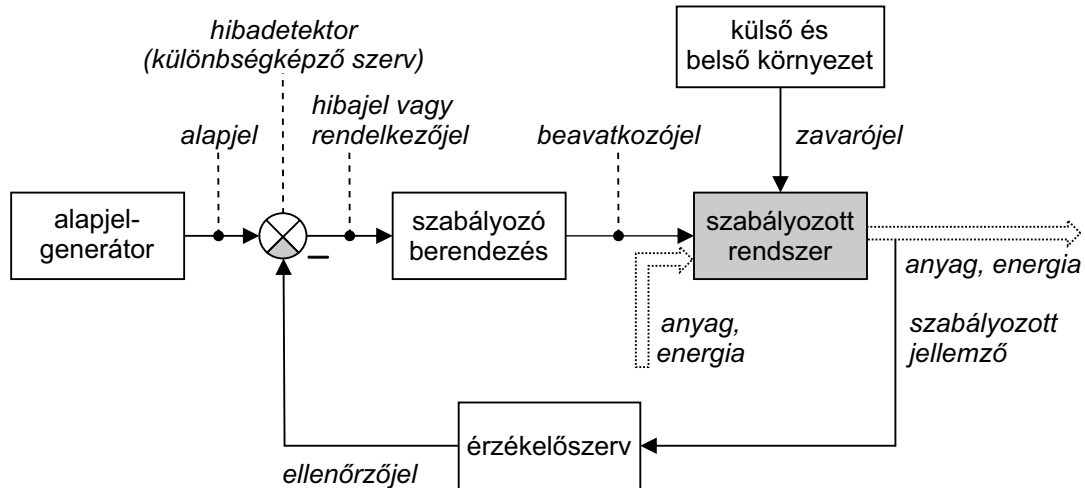 hibadetektor
(különbségképző szerv)
külső és
belső környezet
hibajel vagy
rendelkezőjel
alapjel
beavatkozójel
zavarójel
alapjel-
generátor
szabályozó
berendezés
szabályozott
rendszer
anyag, energia
anyag,
energia
szabályozott
jellemző
érzékelőszerv
ellenőrzőjel